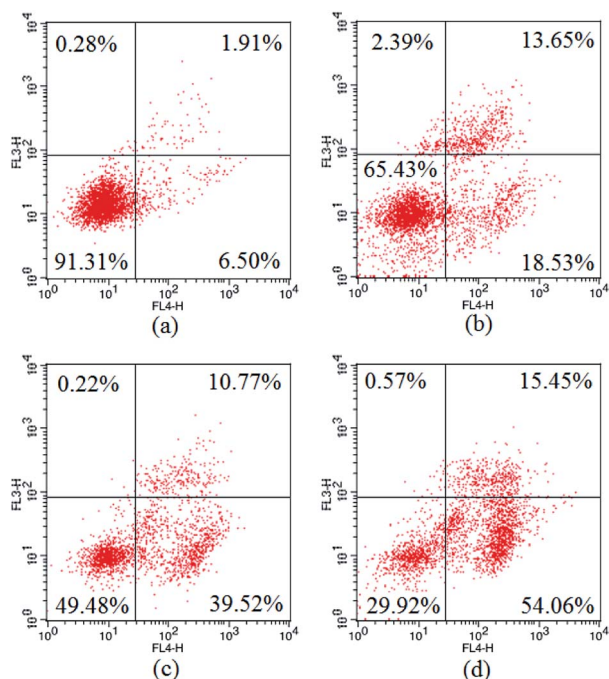 0.28% 1.91%
FL3-H
10⁰ 10¹ 10² 10³ 10⁴
91.31% 6.50%
10⁰ 10¹ 10² 10³ 10⁴
FL4-H
(a)
2.39% 13.65%
FL3-H
10⁰ 10¹ 10² 10³ 10⁴
65.43%
18.53%
10⁰ 10¹ 10² 10³ 10⁴
FL4-H
(b)
0.22% 10.77%
FL3-H
10⁰ 10¹ 10² 10³ 10⁴
49.48% 39.52%
10⁰ 10¹ 10² 10³ 10⁴
FL4-H
(c)
0.57% 15.45%
FL3-H
10⁰ 10¹ 10² 10³ 10⁴
29.92% 54.06%
10⁰ 10¹ 10² 10³ 10⁴
FL4-H
(d)